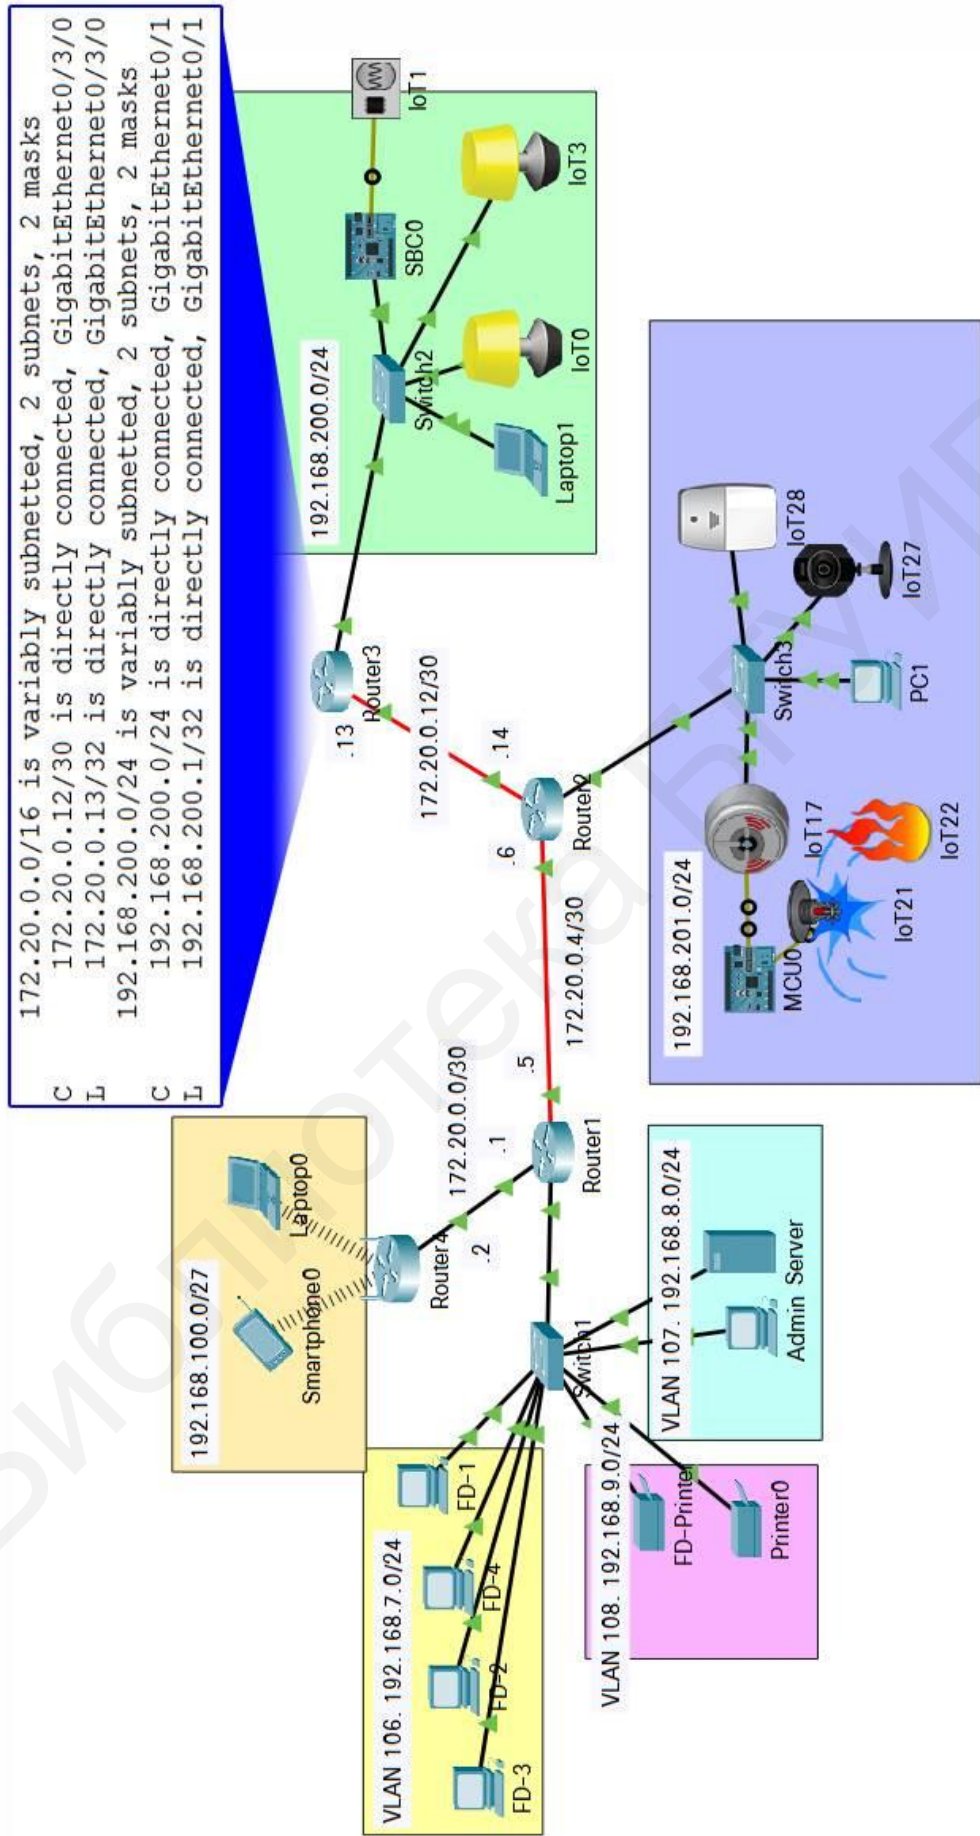 172.20.0.0/16 is variably subnetted, 2 subnets, 2 masks
C 172.20.0.12/30 is directly connected, GigabitEthernet0/3/0
L 172.20.0.13/32 is directly connected, GigabitEthernet0/3/0
192.168.200.0/24 is variably subnetted, 2 subnets, 2 masks
C 192.168.200.0/24 is directly connected, GigabitEthernet0/1
L 192.168.200.1/32 is directly connected, GigabitEthernet0/1
192.168.100.0/27
Smartphone0
Laptop0
Router4
.2
172.20.0.0/30
.1
Router1
.5
172.20.0.4/30
.6
Router2
.14
172.20.0.12/30
.13
Router3
192.168.200.0/24
Switch2
SBC0
IoT1
Laptop1
IoT0
IoT3
VLAN 106. 192.168.7.0/24
FD-1
FD-4
FD-2
FD-3
Switch1
VLAN 108. 192.168.9.0/24
FD-Printer
Printer0
VLAN 107. 192.168.8.0/24
Admin
Server
192.168.201.0/24
MCU0
IoT17
IoT21
IoT22
Switch3
PC1
IoT28
IoT27
Библиотека БГУИР